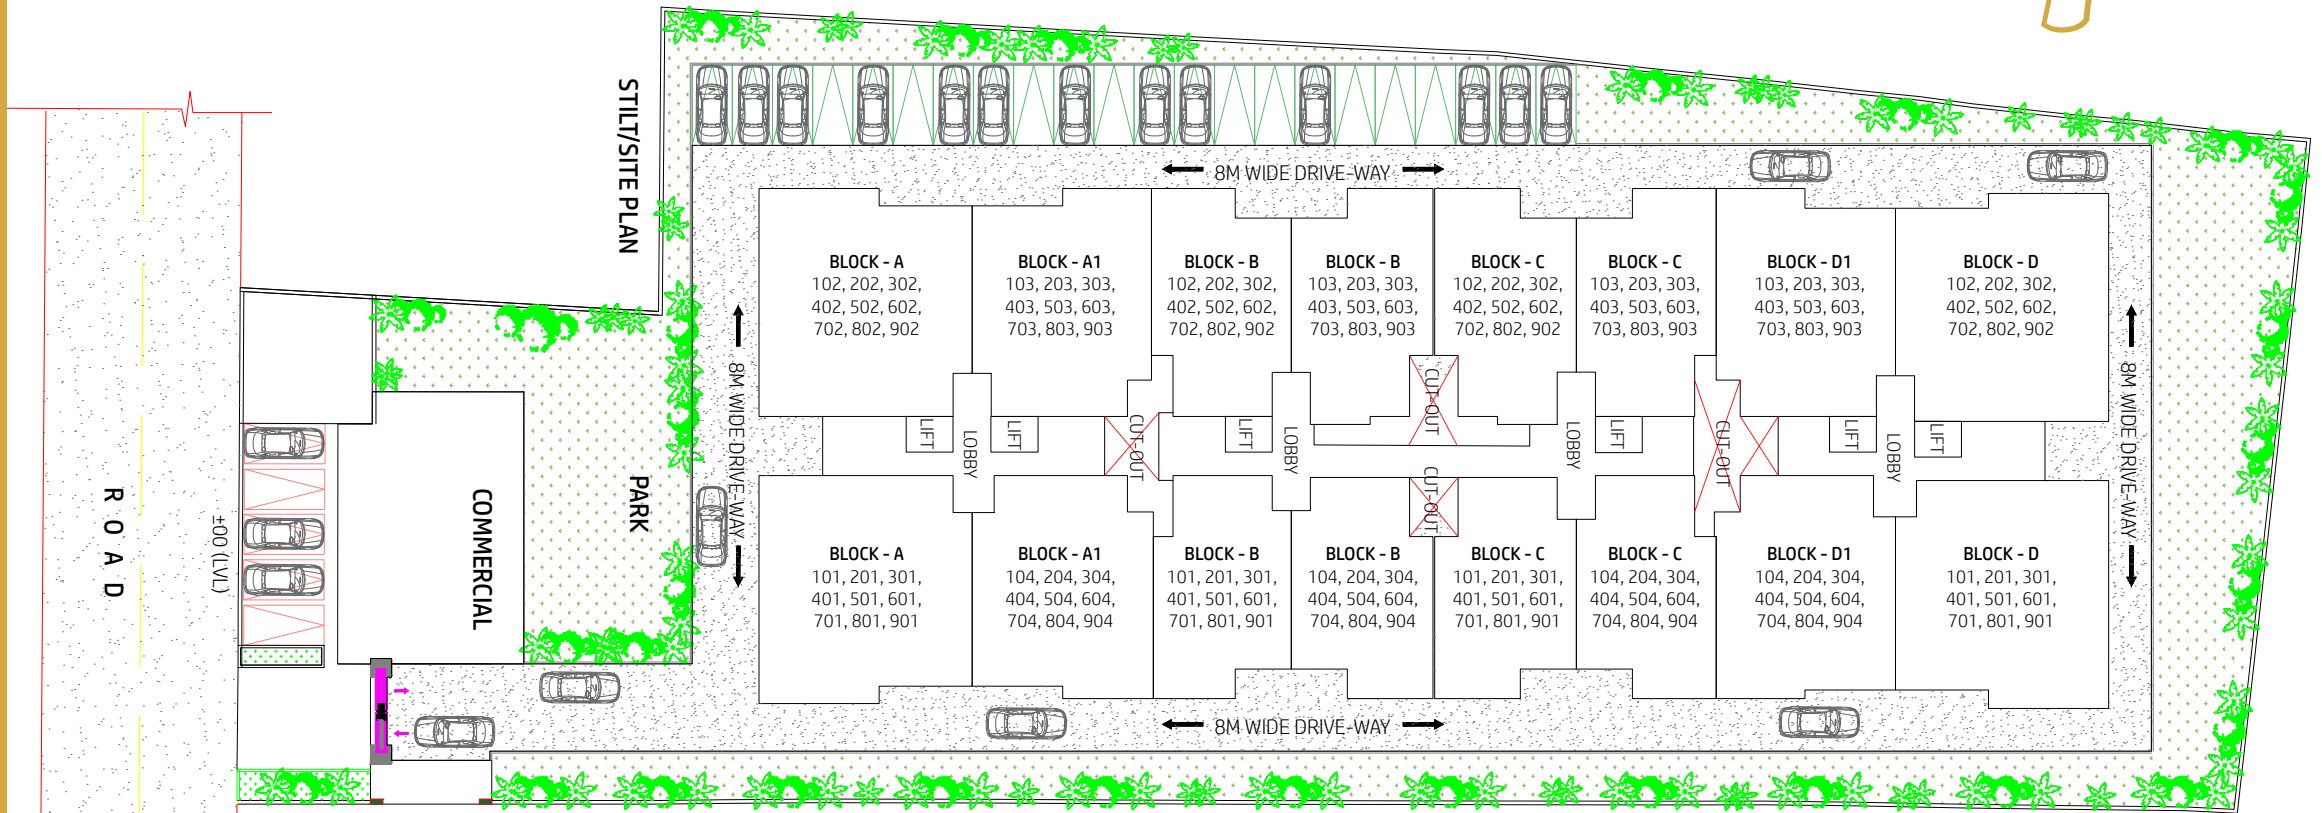 STILT/SITE PLAN
8M WIDE DRIVE-WAY
BLOCK - A
102, 202, 302,
402, 502, 602,
702, 802, 902
BLOCK - A1
103, 203, 303,
403, 503, 603,
703, 803, 903
BLOCK - B
102, 202, 302,
402, 502, 602,
702, 802, 902
BLOCK - B
103, 203, 303,
403, 503, 603,
703, 803, 903
BLOCK - C
102, 202, 302,
402, 502, 602,
702, 802, 902
BLOCK - C
103, 203, 303,
403, 503, 603,
703, 803, 903
BLOCK - D1
103, 203, 303,
403, 503, 603,
703, 803, 903
BLOCK - D
102, 202, 302,
402, 502, 602,
702, 802, 902
8M WIDE DRIVE-WAY
8M WIDE DRIVE-WAY
LIFT
LOBBY
LIFT
CUT-OUT
LIFT
LOBBY
CUT-OUT
CUT-OUT
LOBBY
LIFT
CUT-OUT
LIFT
LOBBY
LIFT
ROAD
±00 (LVL)
COMMERCIAL
PARK
BLOCK - A
101, 201, 301,
401, 501, 601,
701, 801, 901
BLOCK - A1
104, 204, 304,
404, 504, 604,
704, 804, 904
BLOCK - B
101, 201, 301,
401, 501, 601,
701, 801, 901
BLOCK - B
104, 204, 304,
404, 504, 604,
704, 804, 904
BLOCK - C
101, 201, 301,
401, 501, 601,
701, 801, 901
BLOCK - C
104, 204, 304,
404, 504, 604,
704, 804, 904
BLOCK - D1
104, 204, 304,
404, 504, 604,
704, 804, 904
BLOCK - D
101, 201, 301,
401, 501, 601,
701, 801, 901
8M WIDE DRIVE-WAY